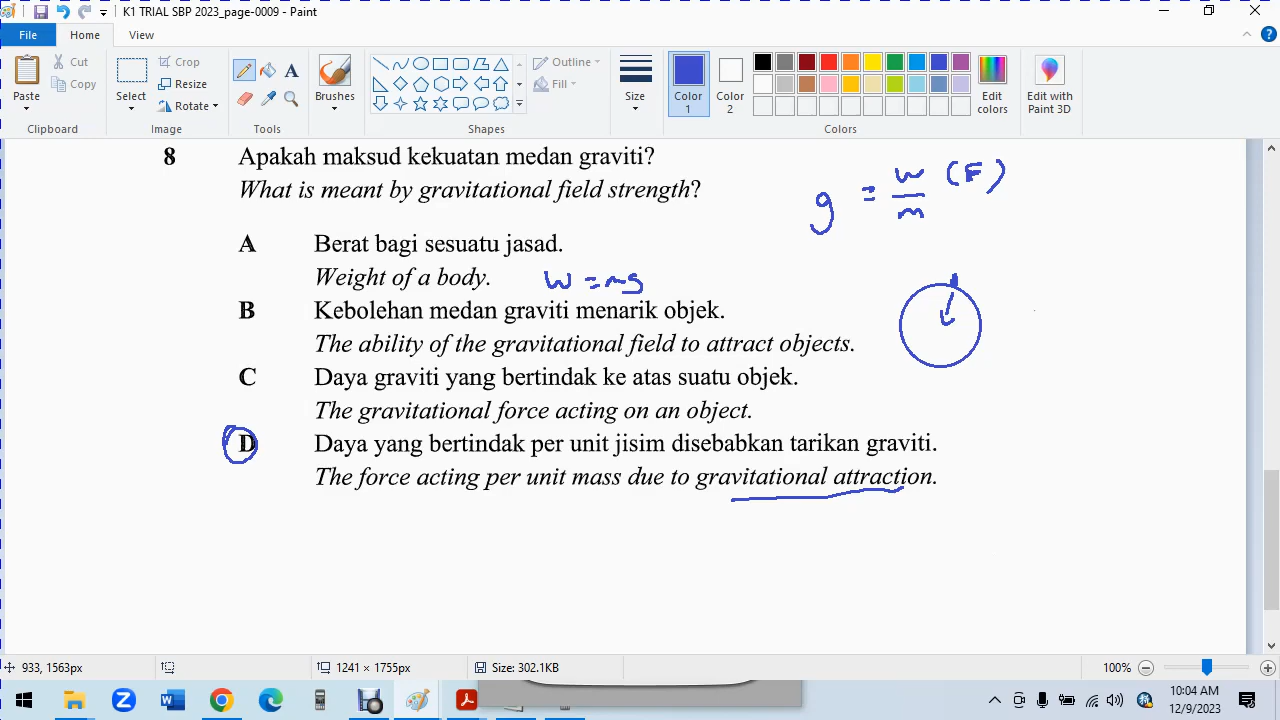 K1 TRIAL SBP 2023_page-0009 - Paint
File Home View
Paste Cut Copy Select Crop Resize Rotate A Brushes Outline Fill Size Color 1 Color 2 Edit colors Edit with Paint 3D
Clipboard Image Tools Shapes Colors
8 Apakah maksud kekuatan medan graviti?
What is meant by gravitational field strength?
g = W (F)
m
A Berat bagi sesuatu jasad.
Weight of a body. W = mg
B Kebolehan medan graviti menarik objek.
The ability of the gravitational field to attract objects.
C Daya graviti yang bertindak ke atas suatu objek.
The gravitational force acting on an object.
D Daya yang bertindak per unit jisim disebabkan tarikan graviti.
The force acting per unit mass due to gravitational attraction.
933, 1563px 1241 × 1755px Size: 302.1KB 100%
10:04 AM
12/9/2023